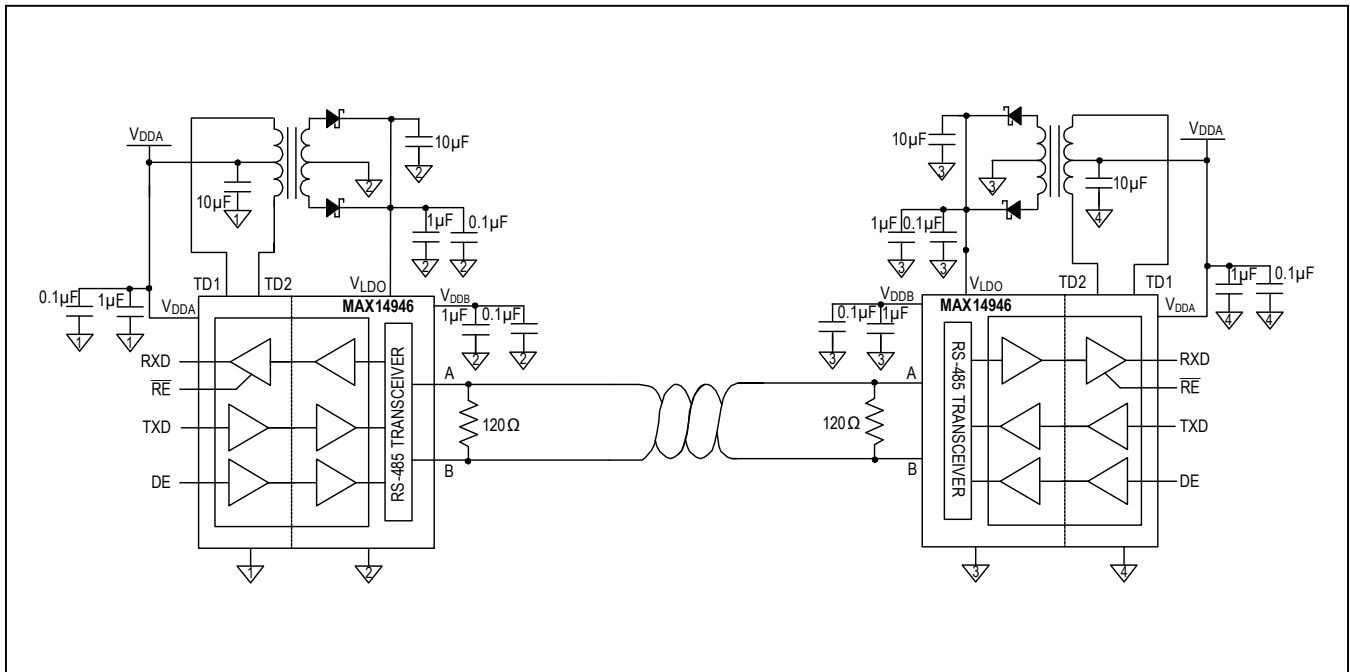 VDDA
10µF
2
2
10µF
1
1µF
0.1µF
2
2
TD1
TD2
VLDO
0.1µF
1µF
VDDA
1
1
MAX14946
VDDB
1µF
0.1µF
2
2
RXD
RE
TXD
DE
RS-485 TRANSCEIVER
A
120Ω
B
1
2
10µF
3
3
VDDA
10µF
4
1µF
0.1µF
3
3
VLDO
TD2
TD1
1µF
0.1µF
VDDA
4
4
VDDB
0.1µF
1µF
3
3
MAX14946
A
120Ω
B
RS-485 TRANSCEIVER
RXD
RE
TXD
DE
3
4